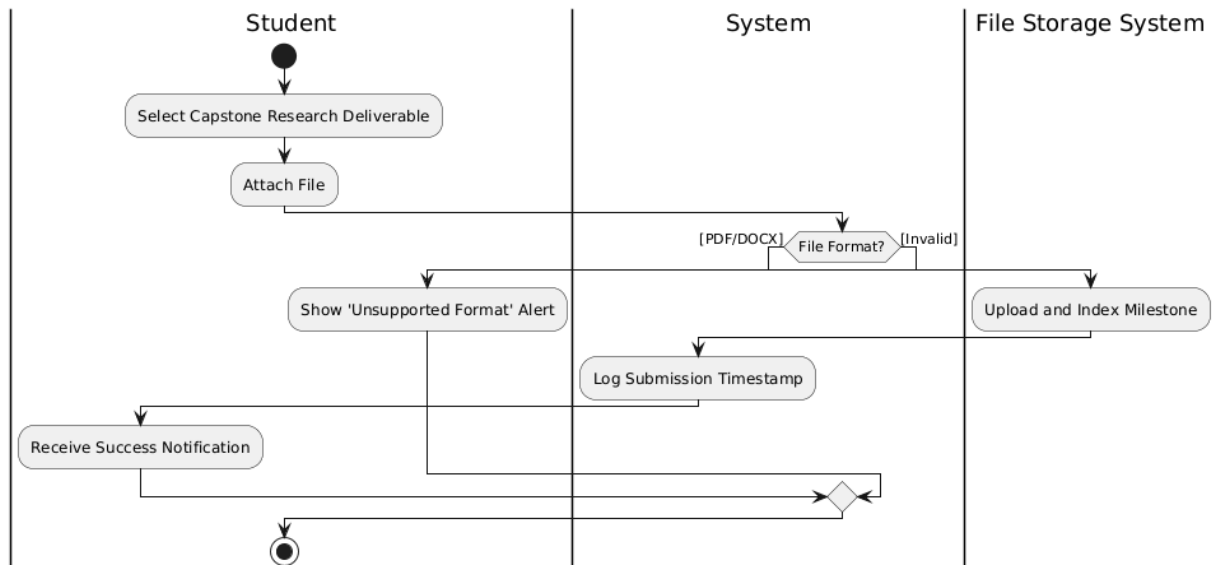 Student
System
File Storage System
Select Capstone Research Deliverable
Attach File
[PDF/DOCX]
File Format?
[Invalid]
Show 'Unsupported Format' Alert
Upload and Index Milestone
Log Submission Timestamp
Receive Success Notification